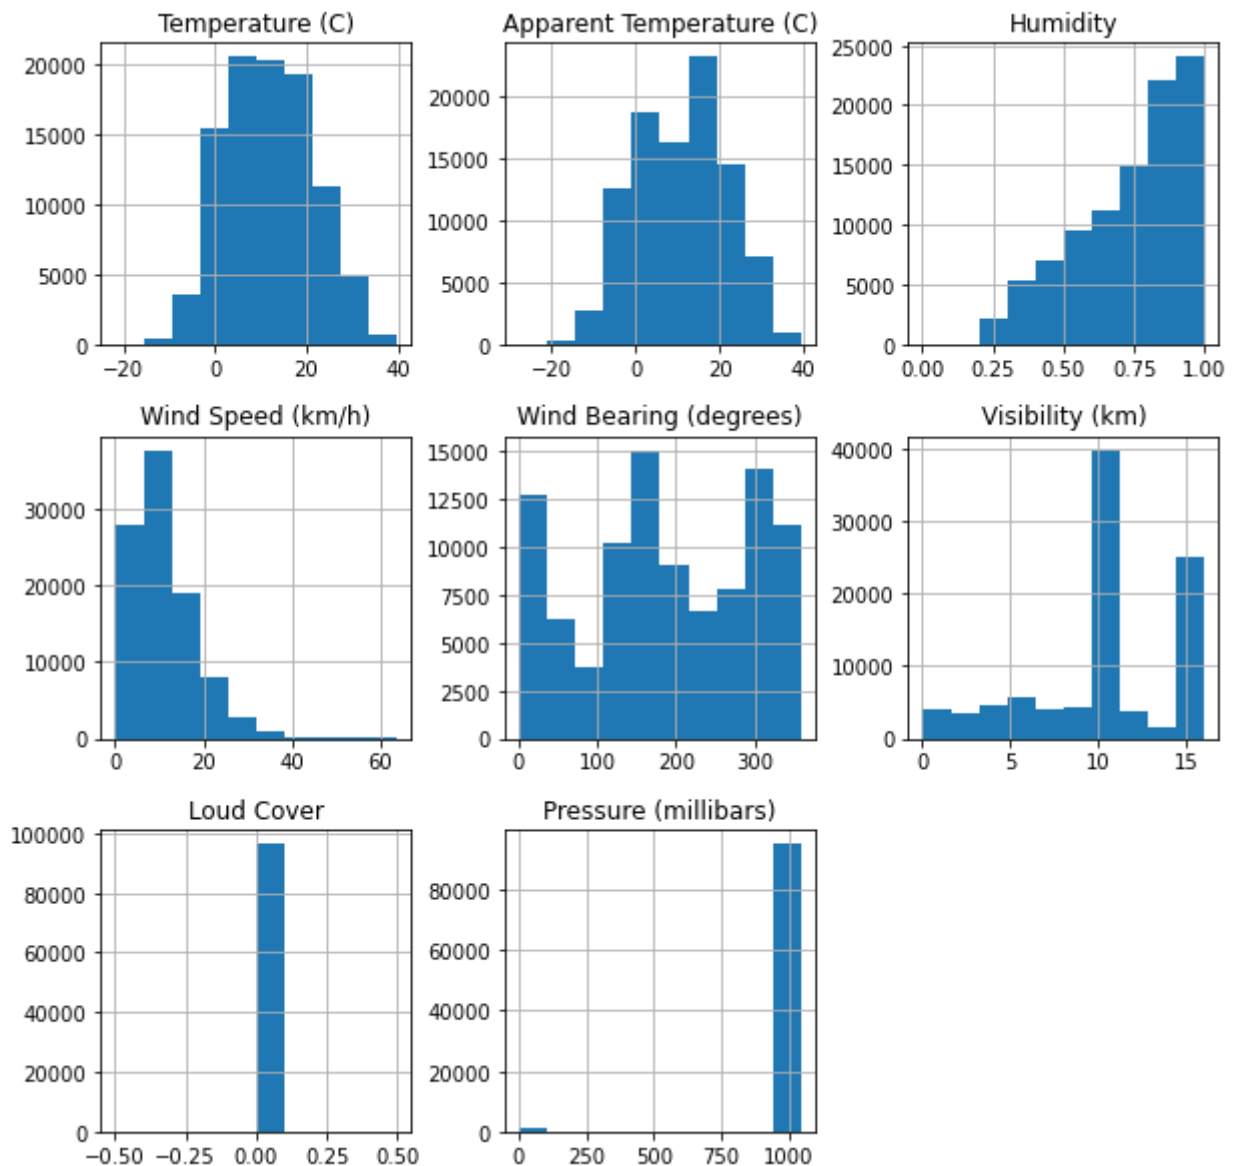 Temperature (C)
20000
15000
10000
5000
0
−20 0 20 40
Apparent Temperature (C)
20000
15000
10000
5000
0
−20 0 20 40
Humidity
25000
20000
15000
10000
5000
0
0.00 0.25 0.50 0.75 1.00
Wind Speed (km/h)
30000
20000
10000
0
0 20 40 60
Wind Bearing (degrees)
15000
12500
10000
7500
5000
2500
0
0 100 200 300
Visibility (km)
40000
30000
20000
10000
0
0 5 10 15
Loud Cover
100000
80000
60000
40000
20000
0
−0.50 −0.25 0.00 0.25 0.50
Pressure (millibars)
80000
60000
40000
20000
0
0 250 500 750 1000